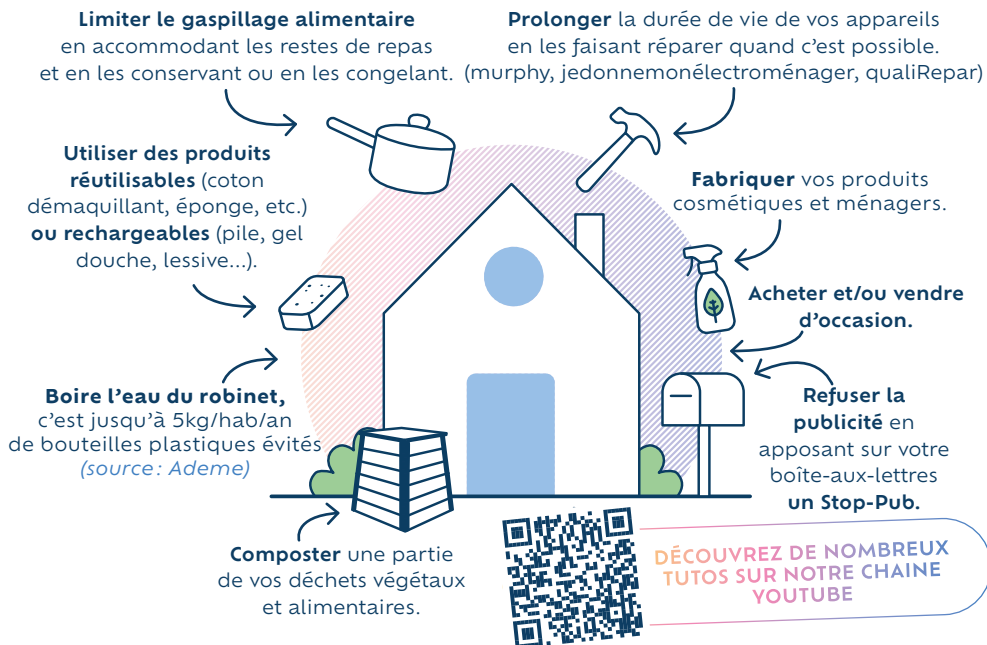 Limiter le gaspillage alimentaire
en accommodant les restes de repas
et en les conservant ou en les congelant.
Prolonger la durée de vie de vos appareils
en les faisant réparer quand c’est possible.
(murphy, jedonnemonélectroménager, qualiRepar)
Utiliser des produits
réutilisables (coton
démaquillant, éponge, etc.)
ou rechargeables (pile, gel
douche, lessive...).
Fabriquer vos produits
cosmétiques et ménagers.
Acheter et/ou vendre
d’occasion.
Boire l’eau du robinet,
c’est jusqu’à 5kg/hab/an
de bouteilles plastiques évités
(source : Ademe)
Refuser la
publicité en
apposant sur votre
boîte-aux-lettres
un Stop-Pub.
Composter une partie
de vos déchets végétaux
et alimentaires.
DÉCOUVREZ DE NOMBREUX
TUTOS SUR NOTRE CHAINE
YOUTUBE